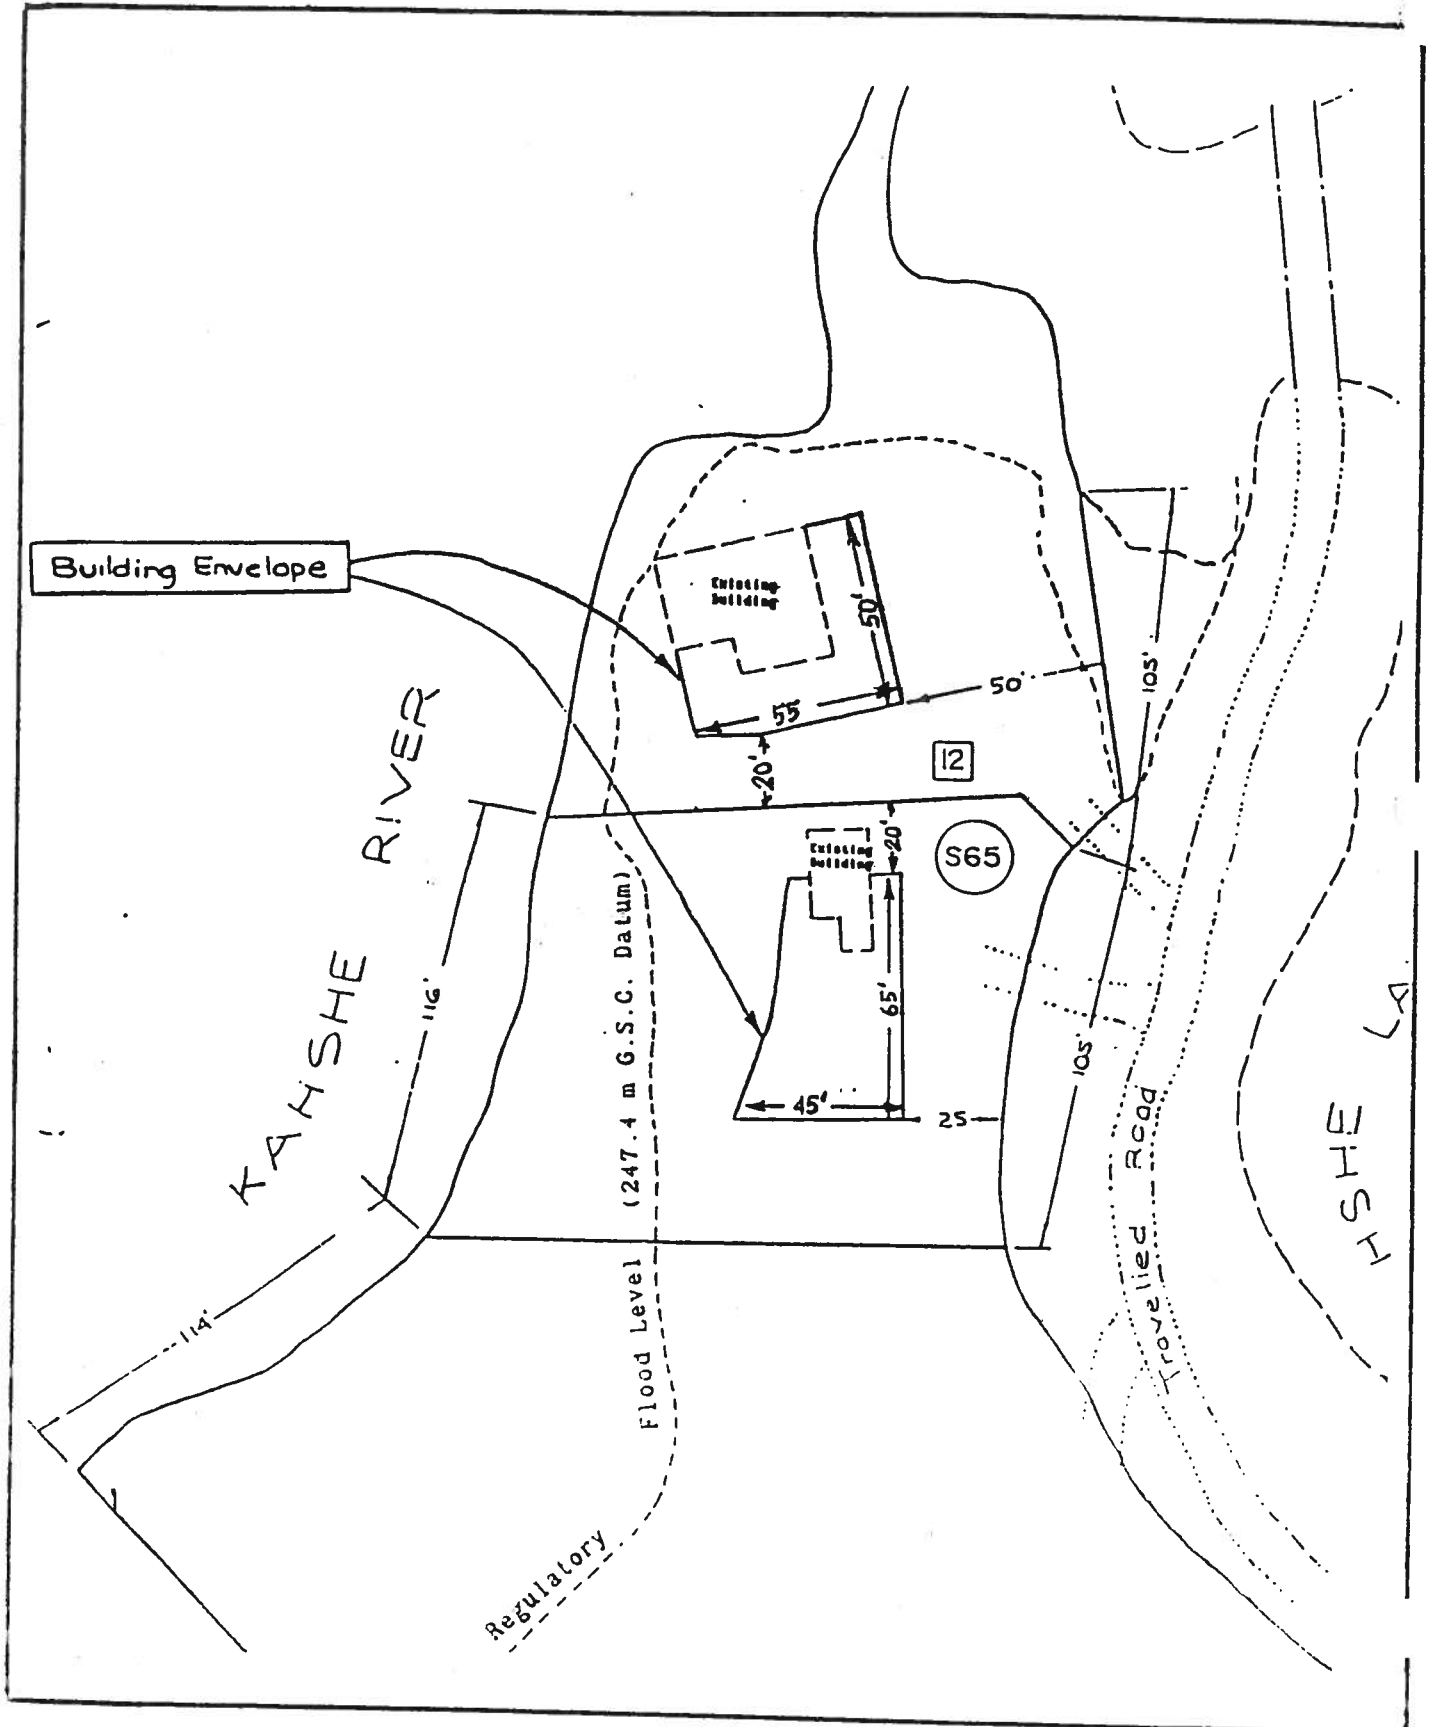 Building Envelope
Existing
Building
50'
55'
50'
105'
20'
12
KAHSHE RIVER
20'
Existing
Building
S65
116'
65'
45'
25
105'
114'
Regulatory Flood Level (247.4 m G.S.C. Datum)
Travelled Road
HSHE LA